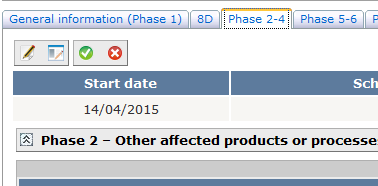 General information (Phase 1) 8D Phase 2-4 Phase 5-6 P
Start date Sch
14/04/2015
Phase 2 – Other affected products or processe